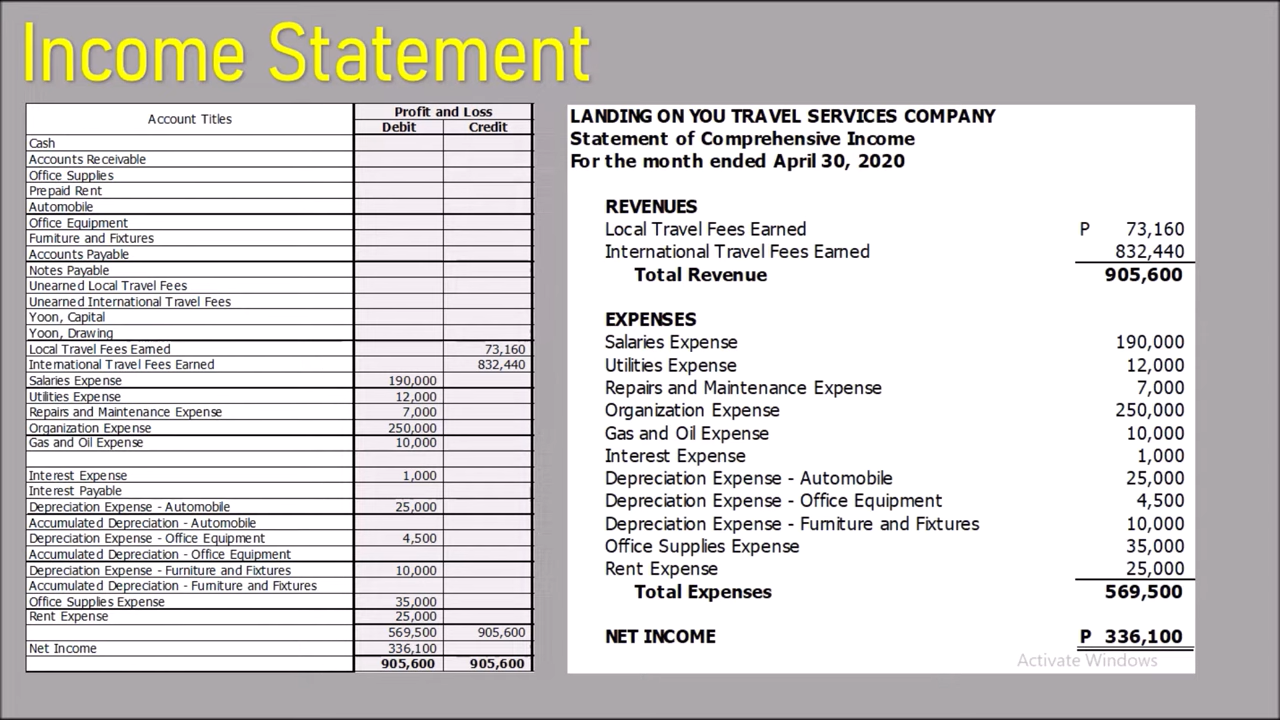 Income Statement
Account Titles Profit and Loss
Debit Credit
Cash
Accounts Receivable
Office Supplies
Prepaid Rent
Automobile
Office Equipment
Furniture and Fixtures
Accounts Payable
Notes Payable
Unearned Local Travel Fees
Unearned International Travel Fees
Yoon, Capital
Yoon, Drawing
Local Travel Fees Earned 73,160
International Travel Fees Earned 832,440
Salaries Expense 190,000
Utilities Expense 12,000
Repairs and Maintenance Expense 7,000
Organization Expense 250,000
Gas and Oil Expense 10,000
Interest Expense 1,000
Interest Payable
Depreciation Expense - Automobile 25,000
Accumulated Depreciation - Automobile
Depreciation Expense - Office Equipment 4,500
Accumulated Depreciation - Office Equipment
Depreciation Expense - Furniture and Fixtures 10,000
Accumulated Depreciation - Furniture and Fixtures
Office Supplies Expense 35,000
Rent Expense 25,000
569,500 905,600
Net Income 336,100
905,600 905,600
LANDING ON YOU TRAVEL SERVICES COMPANY
Statement of Comprehensive Income
For the month ended April 30, 2020
REVENUES
Local Travel Fees Earned P 73,160
International Travel Fees Earned 832,440
Total Revenue 905,600
EXPENSES
Salaries Expense 190,000
Utilities Expense 12,000
Repairs and Maintenance Expense 7,000
Organization Expense 250,000
Gas and Oil Expense 10,000
Interest Expense 1,000
Depreciation Expense - Automobile 25,000
Depreciation Expense - Office Equipment 4,500
Depreciation Expense - Furniture and Fixtures 10,000
Office Supplies Expense 35,000
Rent Expense 25,000
Total Expenses 569,500
NET INCOME P 336,100
Activate Windows